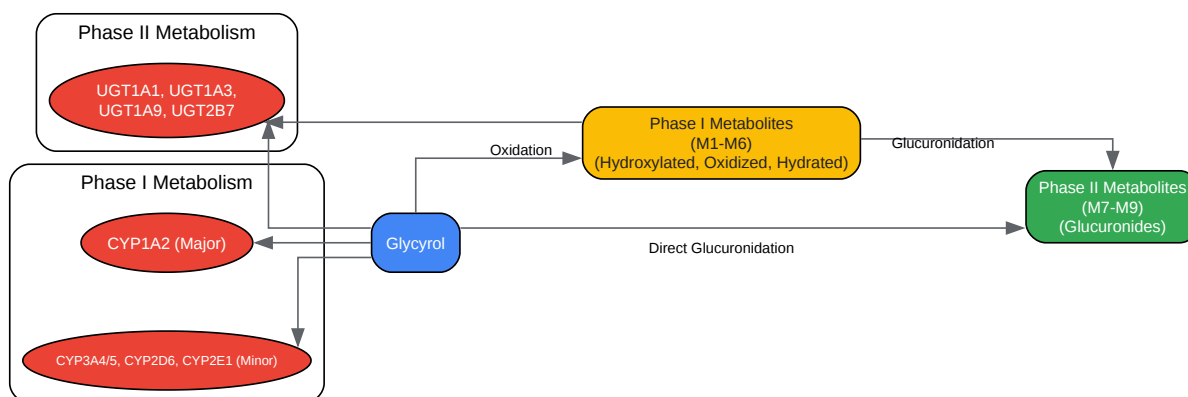 Phase II Metabolism
UGT1A1, UGT1A3,
UGT1A9, UGT2B7
Phase I Metabolism
CYP1A2 (Major)
CYP3A4/5, CYP2D6, CYP2E1 (Minor)
Glycyrol
Oxidation
Phase I Metabolites
(M1-M6)
(Hydroxylated, Oxidized, Hydrated)
Glucuronidation
Direct Glucuronidation
Phase II Metabolites
(M7-M9)
(Glucuronides)